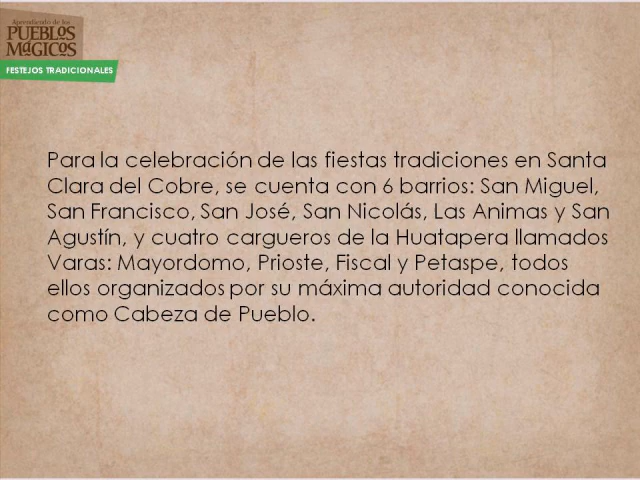 Aprendiendo de los
PUEBLOS
MáGICOS
FESTEJOS TRADICIONALES
Para la celebración de las fiestas tradiciones en Santa
Clara del Cobre, se cuenta con 6 barrios: San Miguel,
San Francisco, San José, San Nicolás, Las Animas y San
Agustín, y cuatro cargueros de la Huatapera llamados
Varas: Mayordomo, Prioste, Fiscal y Petaspe, todos
ellos organizados por su máxima autoridad conocida
como Cabeza de Pueblo.